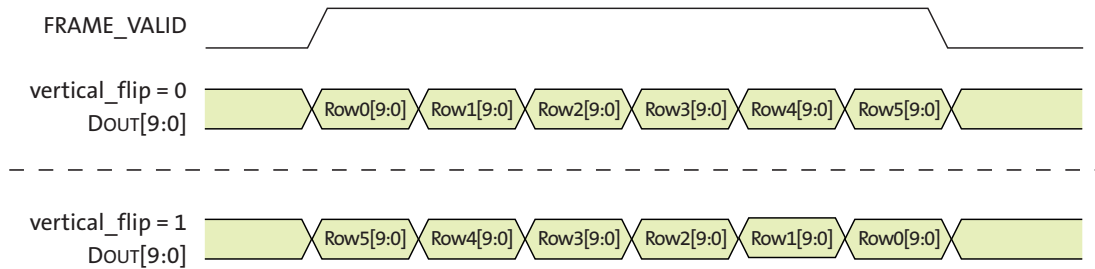 FRAME_VALID
vertical_flip = 0
DOUT[9:0]
Row0[9:0] Row1[9:0] Row2[9:0] Row3[9:0] Row4[9:0] Row5[9:0]
vertical_flip = 1
DOUT[9:0]
Row5[9:0] Row4[9:0] Row3[9:0] Row2[9:0] Row1[9:0] Row0[9:0]